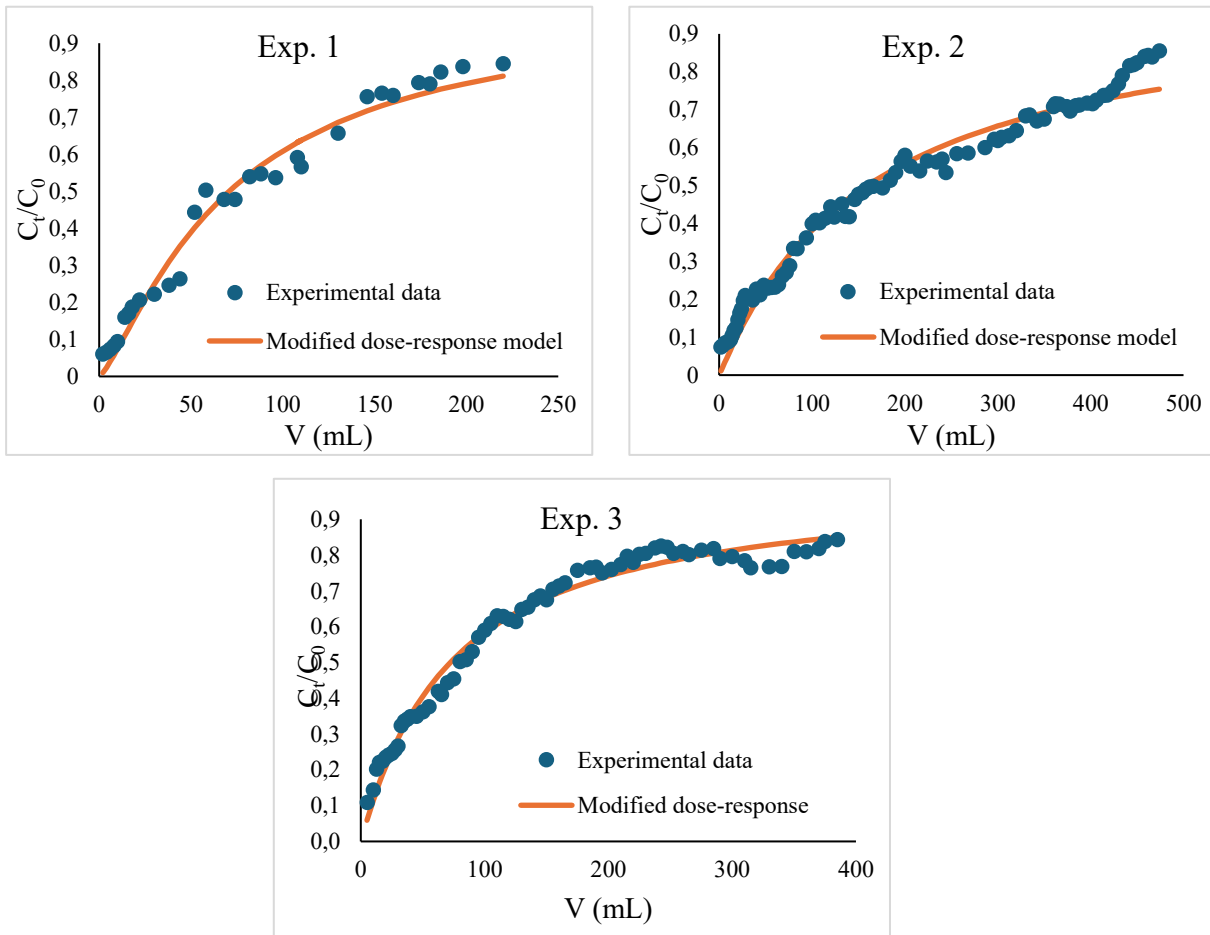 Exp. 1
Cₜ/C₀
0,9
0,8
0,7
0,6
0,5
0,4
0,3
0,2
0,1
0
Experimental data
Modified dose-response model
0 50 100 150 200 250
V (mL)
Exp. 2
Cₜ/C₀
0,9
0,8
0,7
0,6
0,5
0,4
0,3
0,2
0,1
0
Experimental data
Modified dose-response model
0 100 200 300 400 500
V (mL)
Exp. 3
Cₜ/C₀
0,9
0,8
0,7
0,6
0,5
0,4
0,3
0,2
0,1
0,0
Experimental data
Modified dose-response
0 100 200 300 400
V (mL)